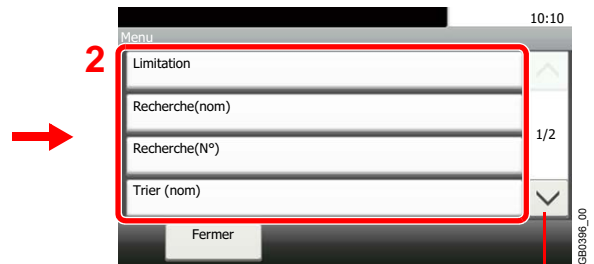 10:10
Menu
2
Limitation
Recherche(nom)
Recherche(N°)
1/2
Trier (nom)
Fermer
GB0396_00